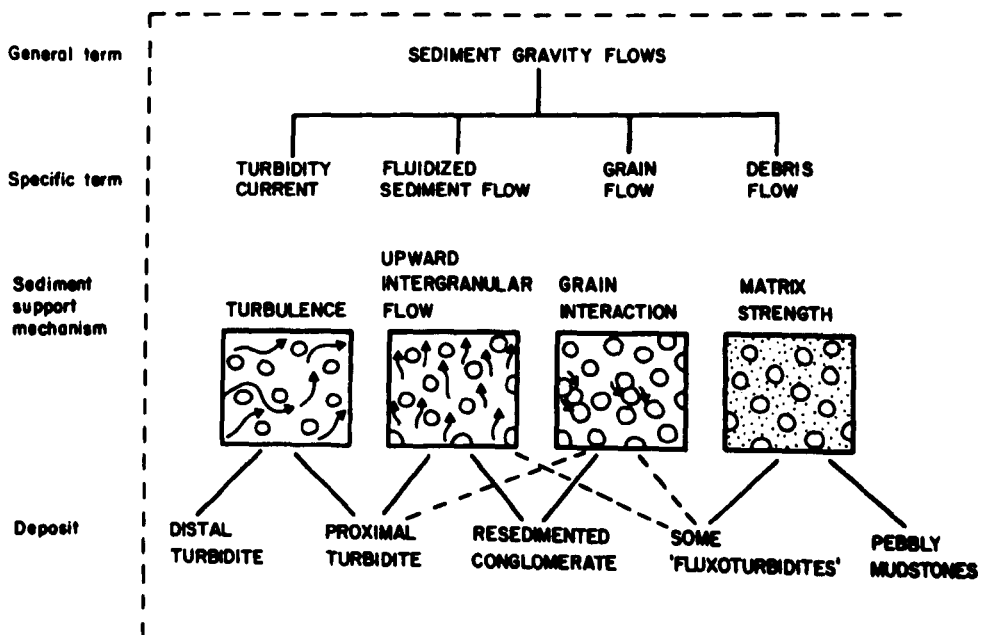 General term
SEDIMENT GRAVITY FLOWS
Specific term
TURBIDITY
CURRENT
FLUIDIZED
SEDIMENT FLOW
GRAIN
FLOW
DEBRIS
FLOW
Sediment
support
mechanism
TURBULENCE
UPWARD
INTERGRANULAR
FLOW
GRAIN
INTERACTION
MATRIX
STRENGTH
Deposit
DISTAL
TURBIDITE
PROXIMAL
TURBIDITE
RESEDIMENTED
CONGLOMERATE
SOME
'FLUXOTURBIDITES'
PEBBLY
MUDSTONES